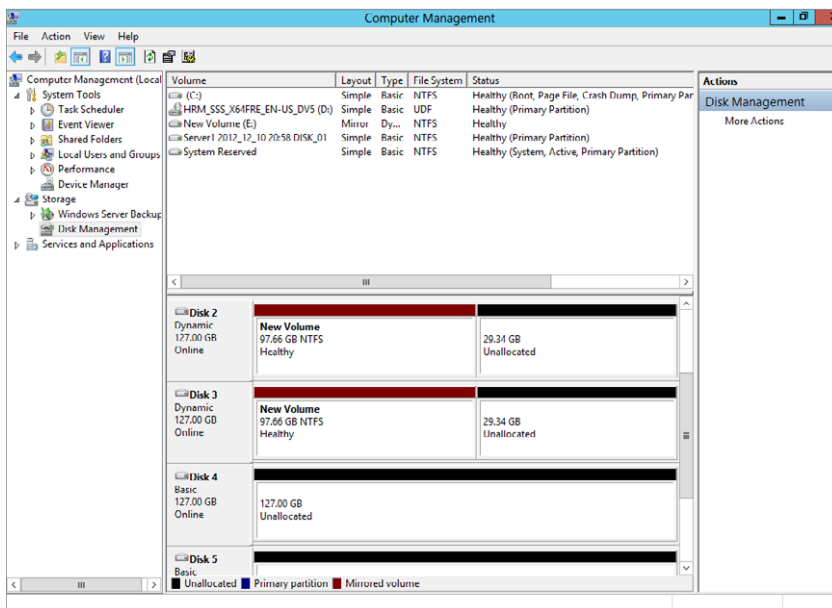 Computer Management
File Action View Help
Computer Management (Local
System Tools
Task Scheduler
Event Viewer
Shared Folders
Local Users and Groups
Performance
Device Manager
Storage
Windows Server Backup
Disk Management
Services and Applications
Volume Layout Type File System Status
(C:) Simple Basic NTFS Healthy (Boot, Page File, Crash Dump, Primary Par
HRM_SSS_X64FRE_EN-US_DV5 (D:) Simple Basic UDF Healthy (Primary Partition)
New Volume (E:) Mirror Dy... NTFS Healthy
Server1 2012_12_10 20:58 DISK_01 Simple Basic NTFS Healthy (Primary Partition)
System Reserved Simple Basic NTFS Healthy (System, Active, Primary Partition)
Disk 2
Dynamic
127.00 GB
Online
New Volume
97.66 GB NTFS
Healthy
29.34 GB
Unallocated
Disk 3
Dynamic
127.00 GB
Online
New Volume
97.66 GB NTFS
Healthy
29.34 GB
Unallocated
Disk 4
Basic
127.00 GB
Online
127.00 GB
Unallocated
Disk 5
Basic
Unallocated Primary partition Mirrored volume
Actions
Disk Management
More Actions